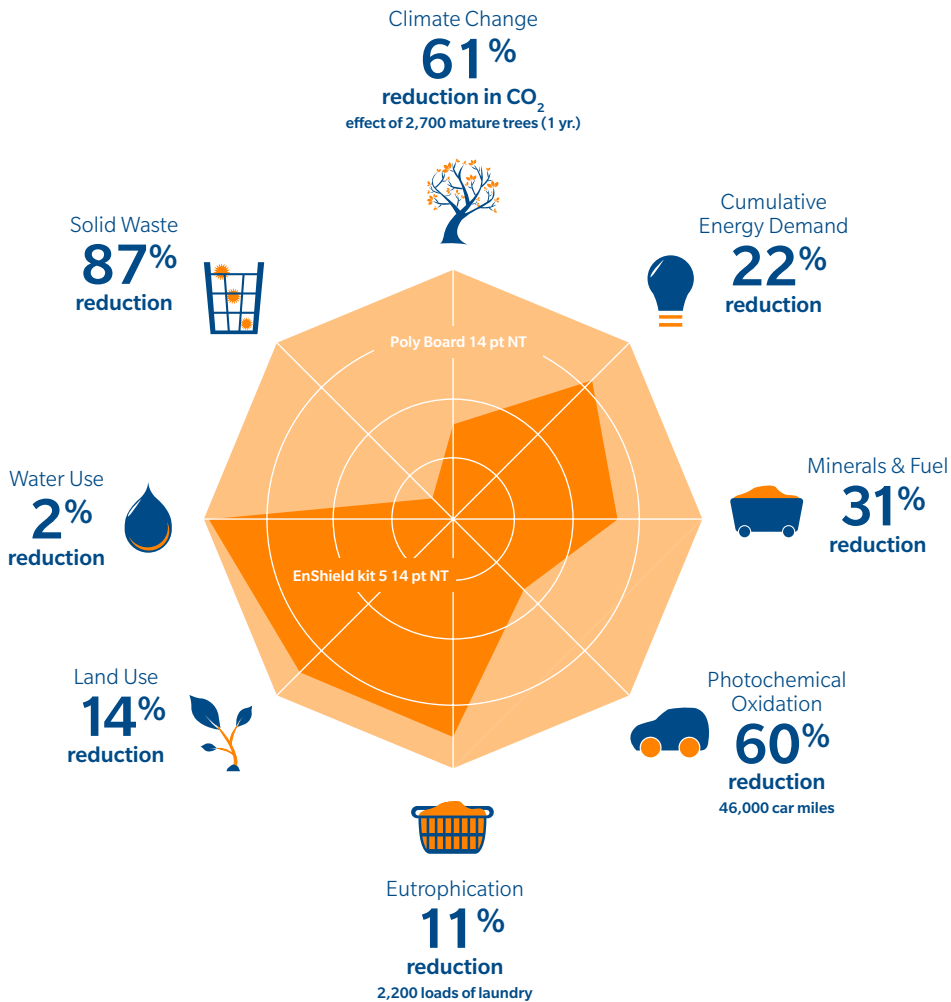 Climate Change
61%
reduction in CO2
effect of 2,700 mature trees (1 yr.)
Cumulative
Energy Demand
22%
reduction
Solid Waste
87%
reduction
Poly Board 14 pt NT
Minerals & Fuel
31%
reduction
Water Use
2%
reduction
EnShield kit 5 14 pt NT
Photochemical
Oxidation
60%
reduction
46,000 car miles
Land Use
14%
reduction
Eutrophication
11%
reduction
2,200 loads of laundry